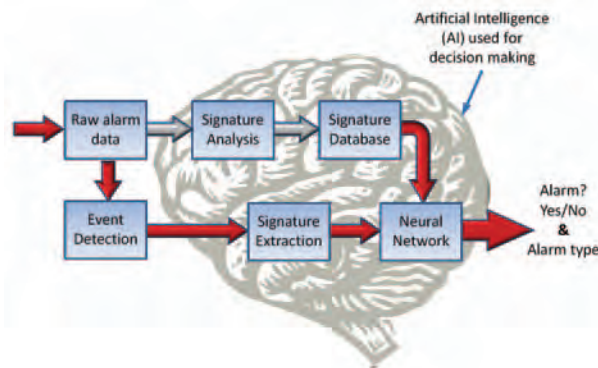 Artificial Intelligence
(AI) used for
decision making
Raw alarm
data
Signature
Analysis
Signature
Database
Event
Detection
Signature
Extraction
Neural
Network
Alarm?
Yes/No
&
Alarm type